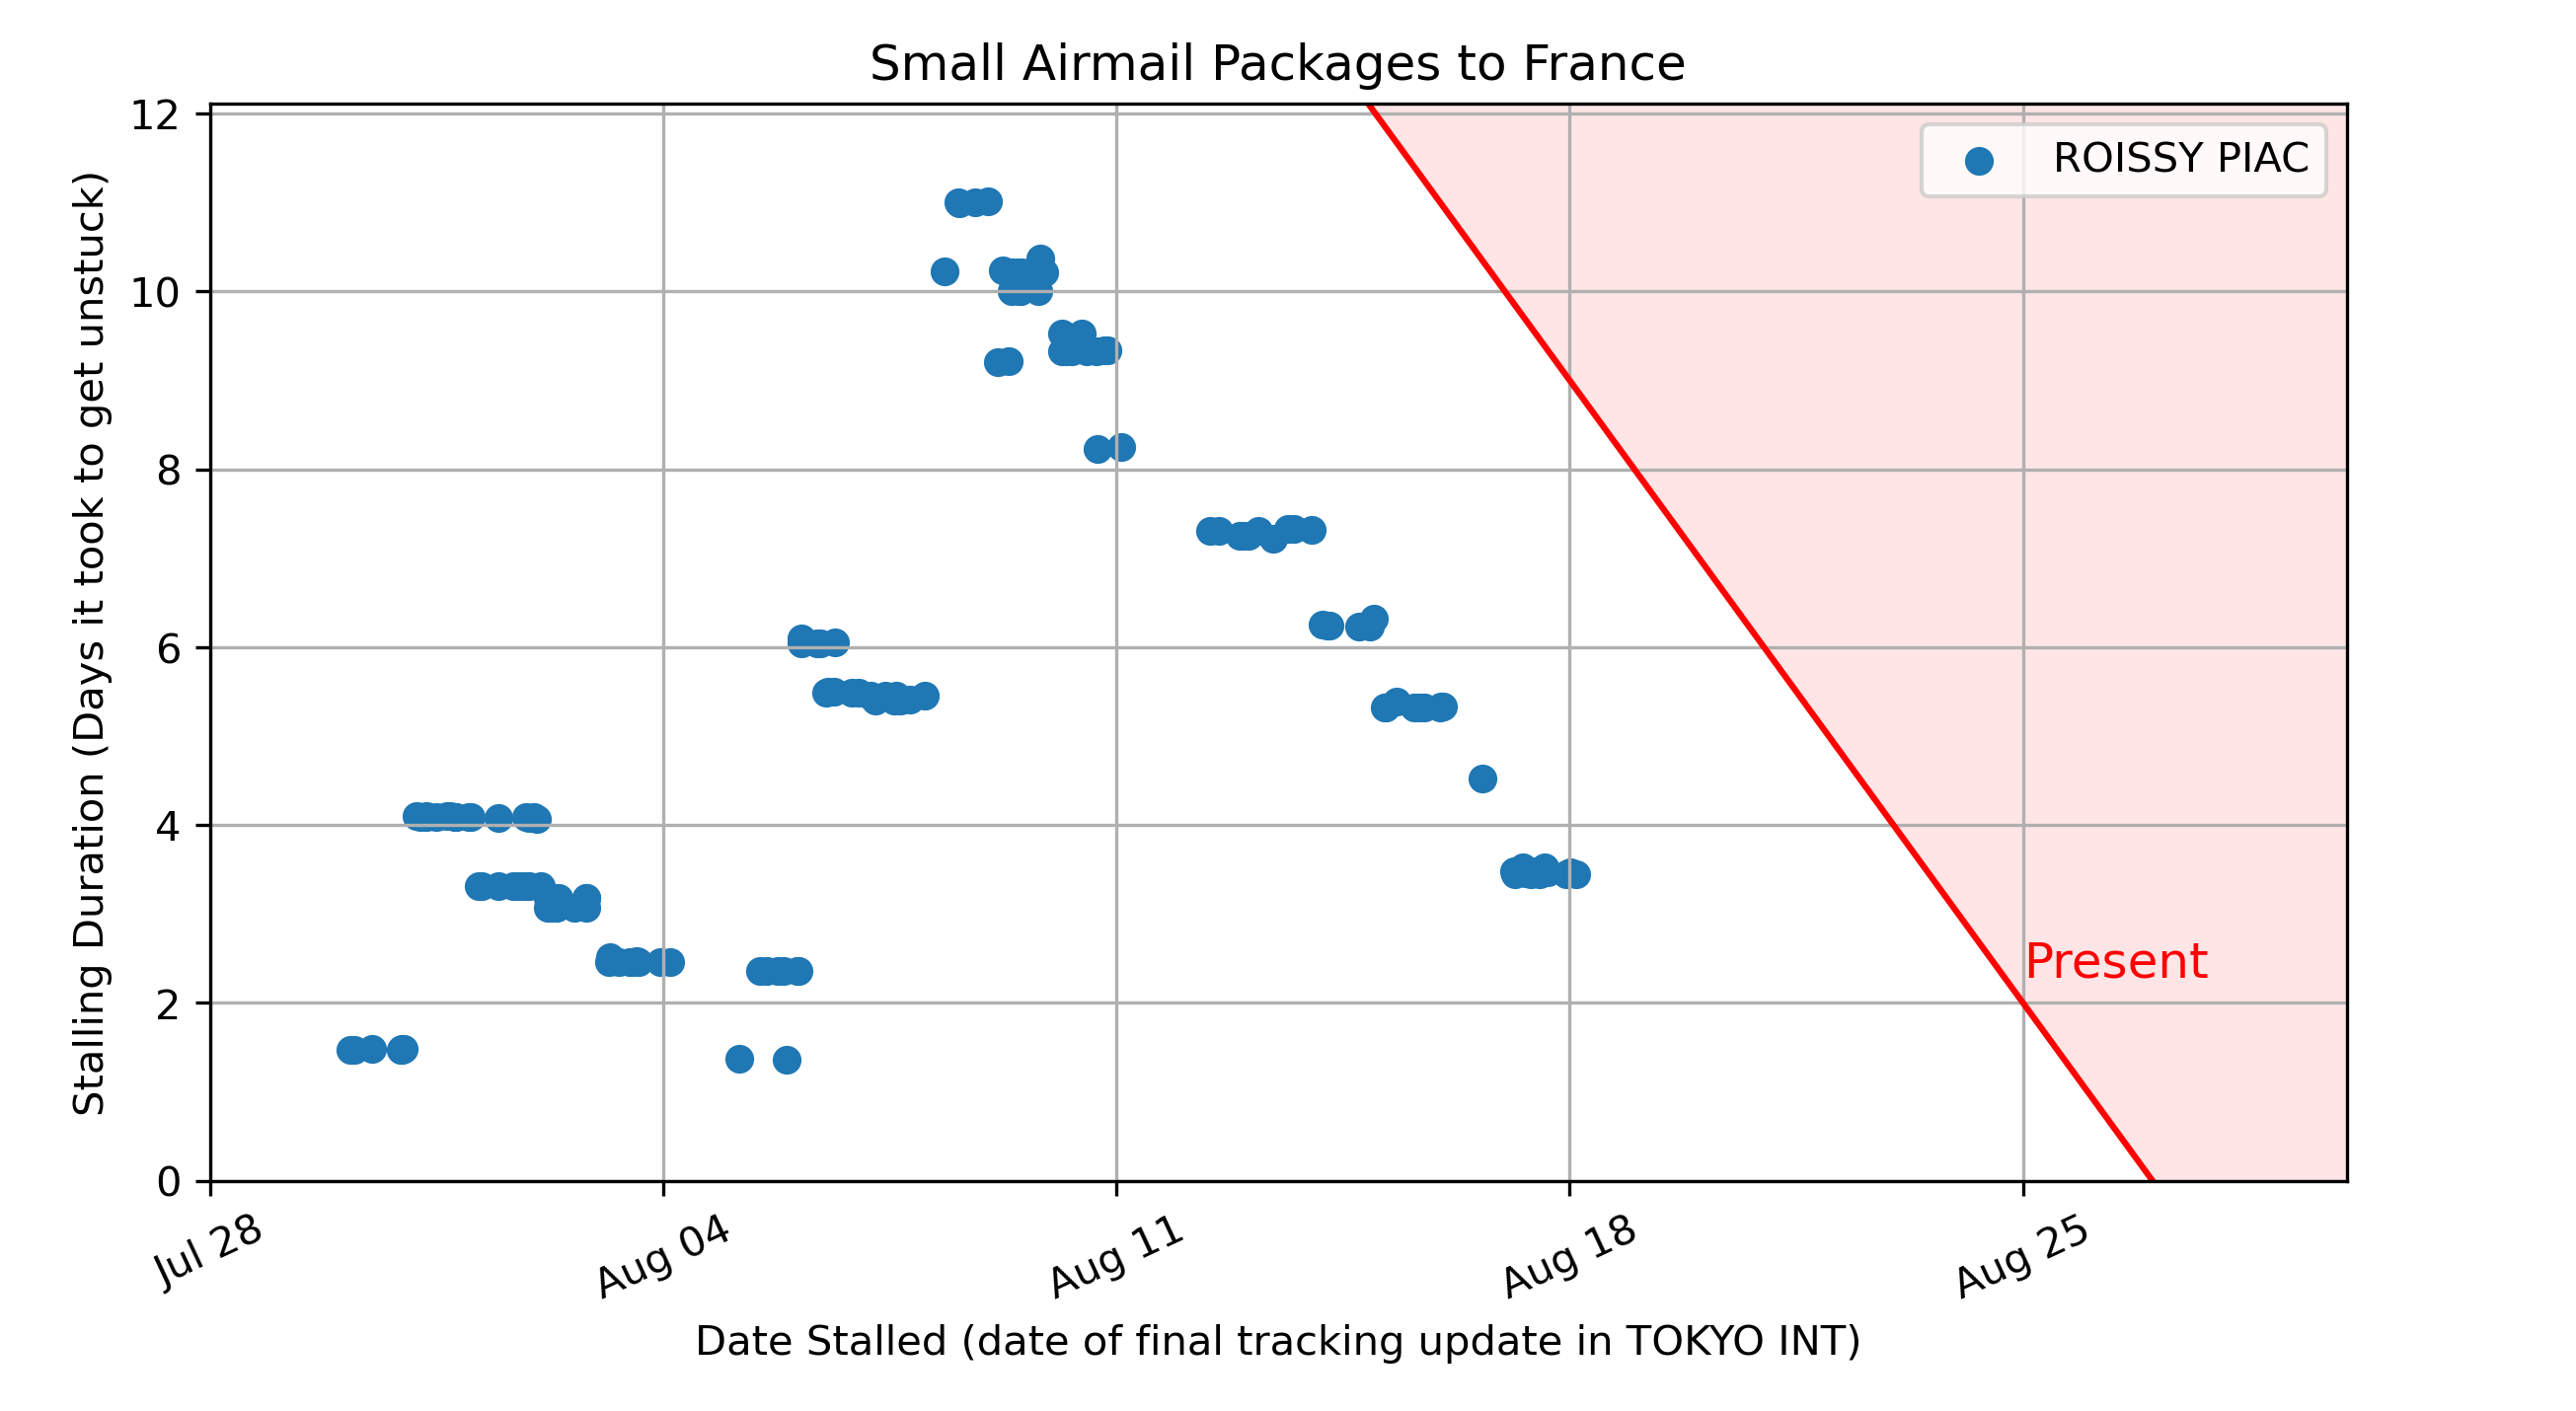 Small Airmail Packages to France
Stalling Duration (Days it took to get unstuck)
12
10
8
6
4
2
0
ROISSY PIAC
Present
Jul 28
Aug 04
Aug 11
Aug 18
Aug 25
Date Stalled (date of final tracking update in TOKYO INT)